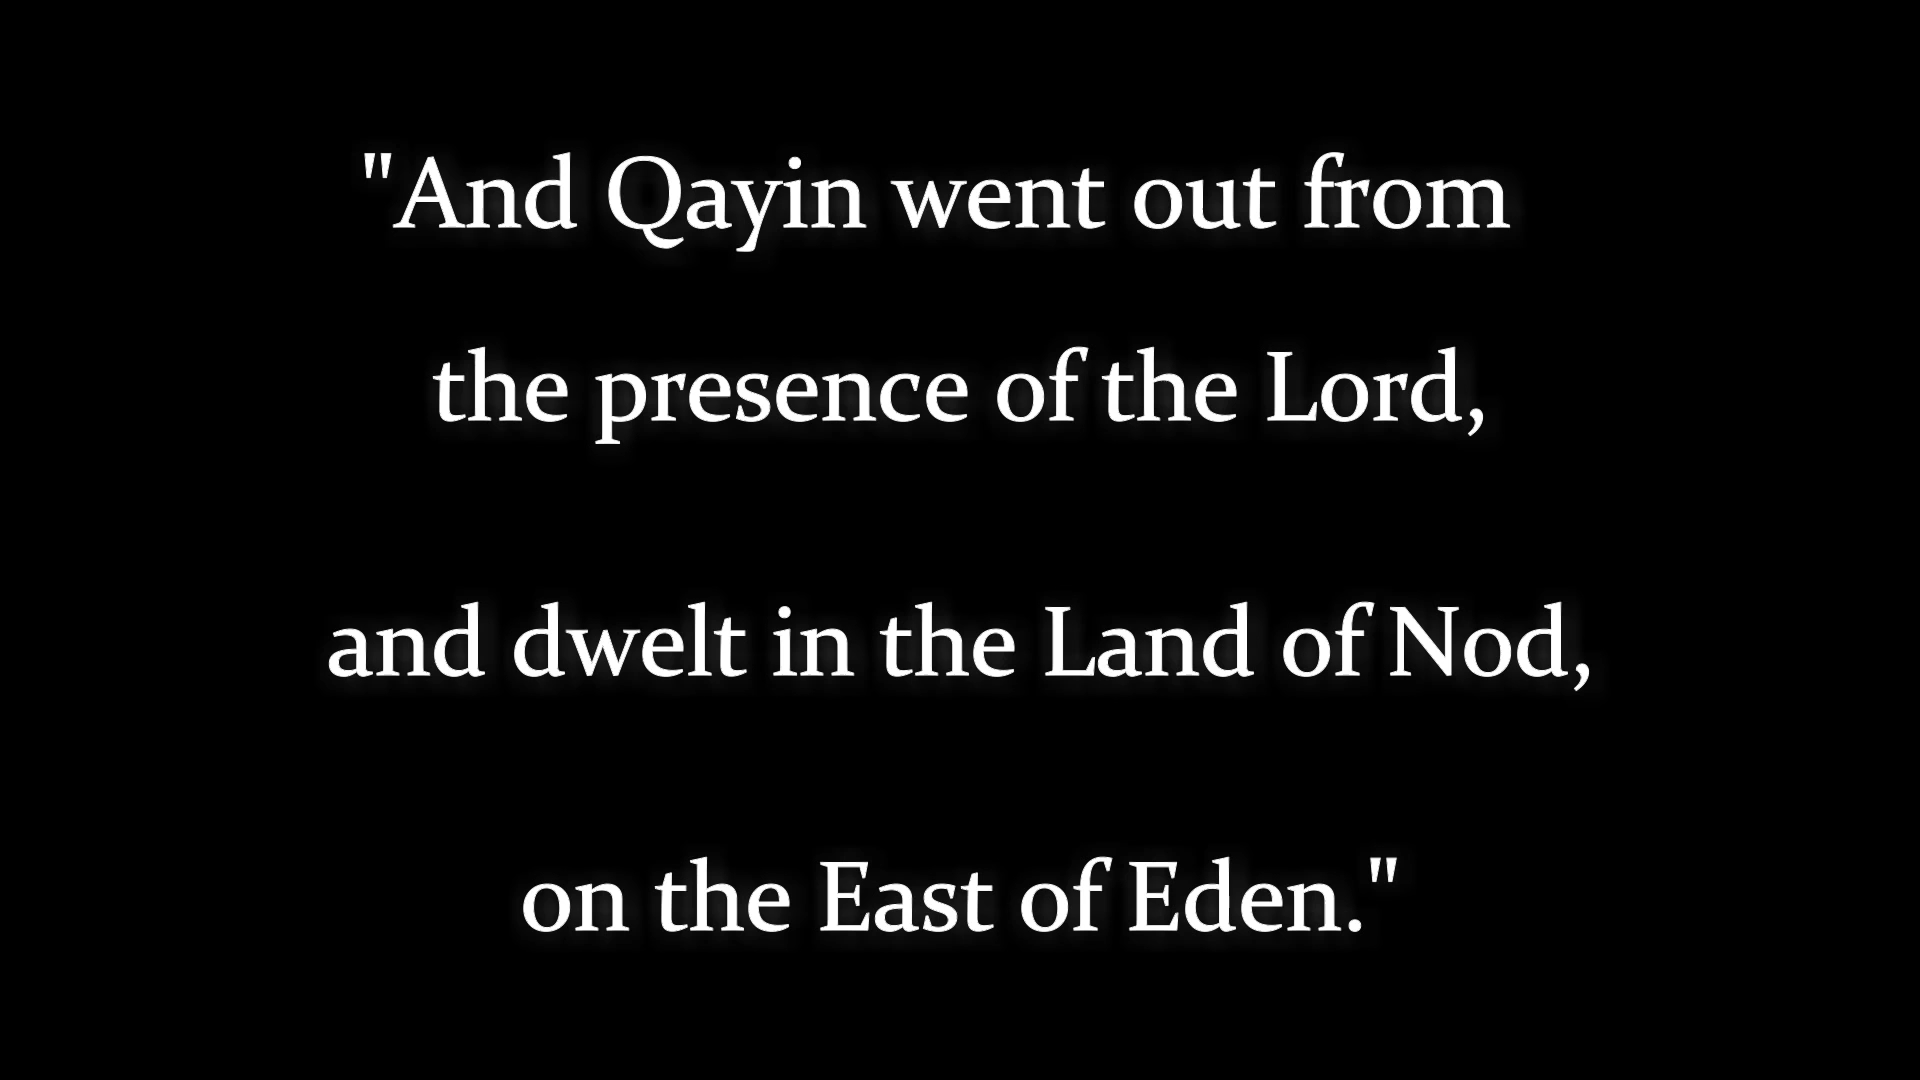 "And Qayin went out from
the presence of the Lord,
and dwelt in the Land of Nod,
on the East of Eden."